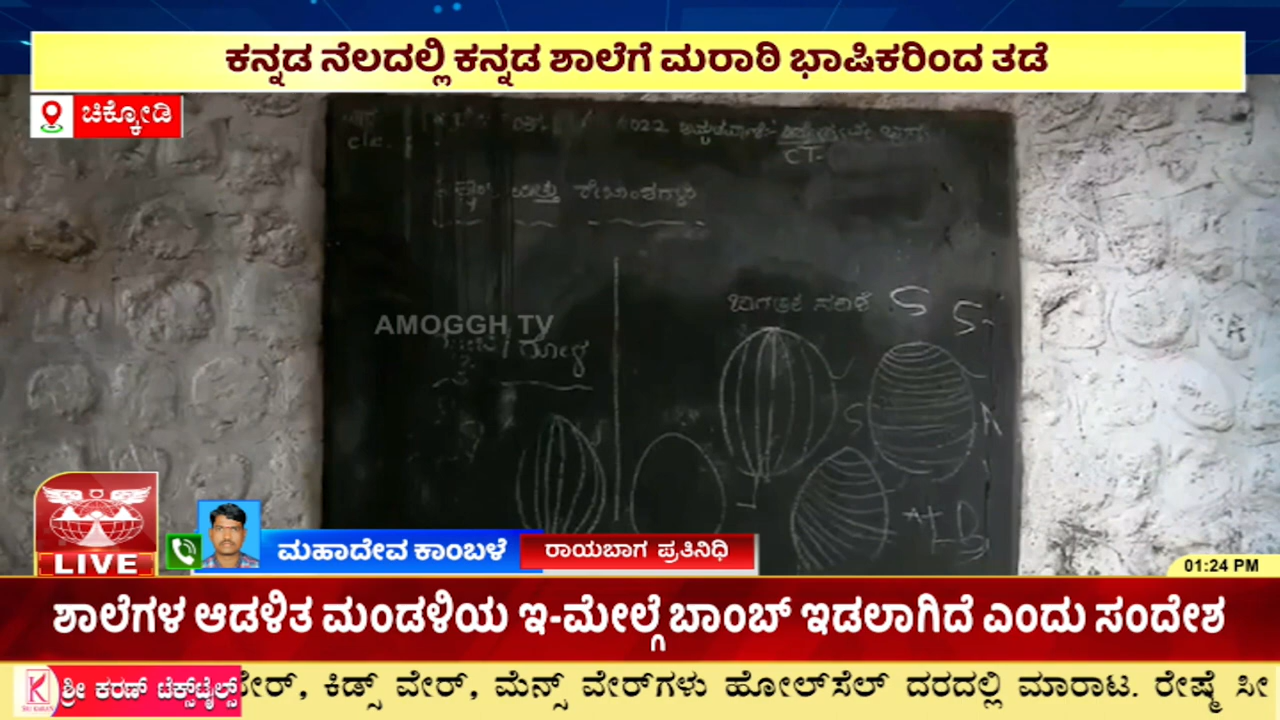 ಕನ್ನಡ ನೆಲದಲ್ಲಿ ಕನ್ನಡ ಶಾಲೆಗೆ ಮರಾಠಿ ಭಾಷಿಕರಿಂದ ತಡೆ
ಚಿಕ್ಕೋಡಿ
ಮತ್ತು
AMOGGH TV
S
S
A
LIVE
ಮಹಾದೇವ ಕಾಂಬಳೆ
ರಾಯಬಾಗ ಪ್ರತಿನಿಧಿ
01:24 PM
ಶಾಲೆಗಳ ಆಡಳಿತ ಮಂಡಳಿಯ ಇ-ಮೇಲ್ಗೆ ಬಾಂಬ್ ಇಡಲಾಗಿದೆ ಎಂದು ಸಂದೇಶ
ಶ್ರೀ ಕರಣ್ ಟೆಕ್ಸ್‌ಟೈಲ್ಸ್ ವೇರ್, ಕಿಡ್ಸ್ ವೇರ್, ಮೆನ್ಸ್ ವೇರ್‌ಗಳು ಹೋಲ್‌ಸೆಲ್ ದರದಲ್ಲಿ ಮಾರಾಟ. ರೇಷ್ಮೆ ಸೀ